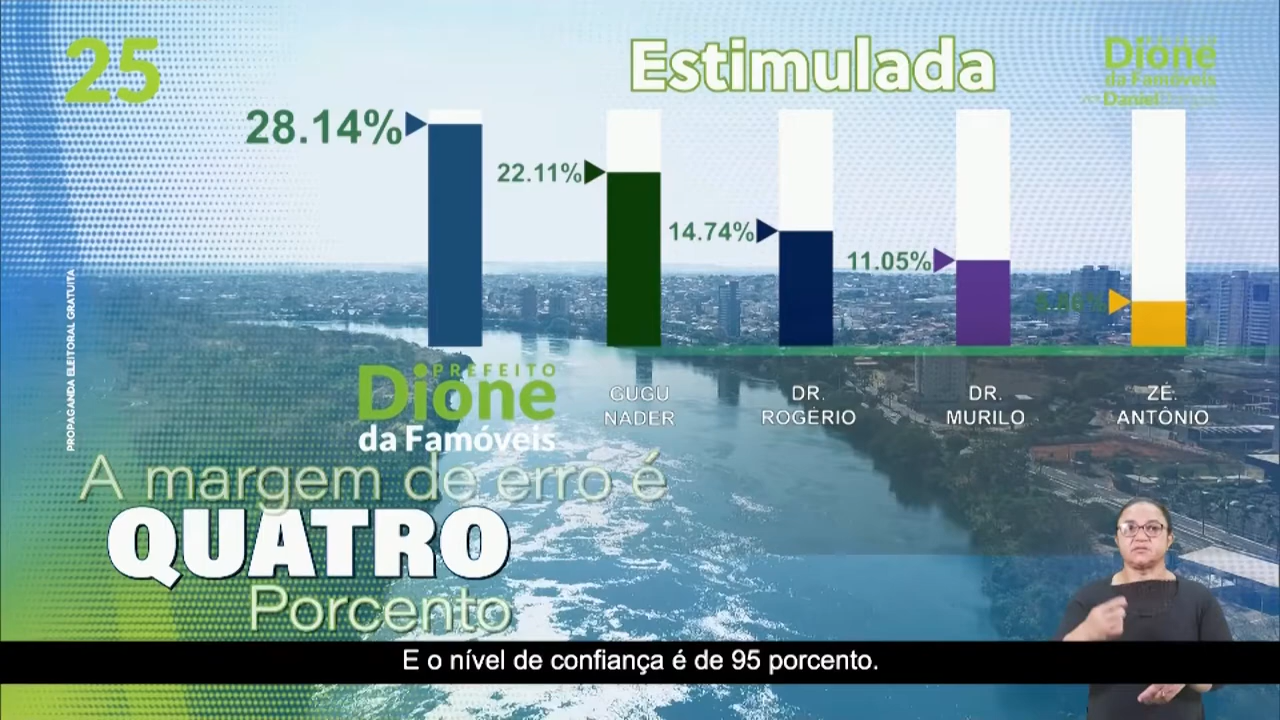 25
Estimulada
Dione
da Famóveis
Daniel
28.14%
22.11%
14.74%
11.05%
PROPAGANDA ELEITORAL GRATUITA
PREFEITO
Dione
da Famóveis
GUGU
NADER
DR.
ROGÉRIO
DR.
MURILO
ZÉ.
ANTÔNIO
A margem de erro é
QUATRO
Porcento
E o nível de confiança é de 95 porcento.